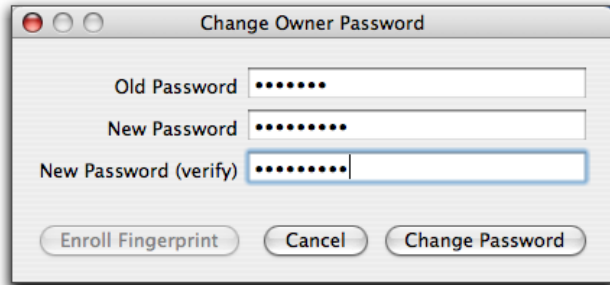 Change Owner Password
Old Password •••••••
New Password •••••••••
New Password (verify) •••••••••
Enroll Fingerprint Cancel Change Password